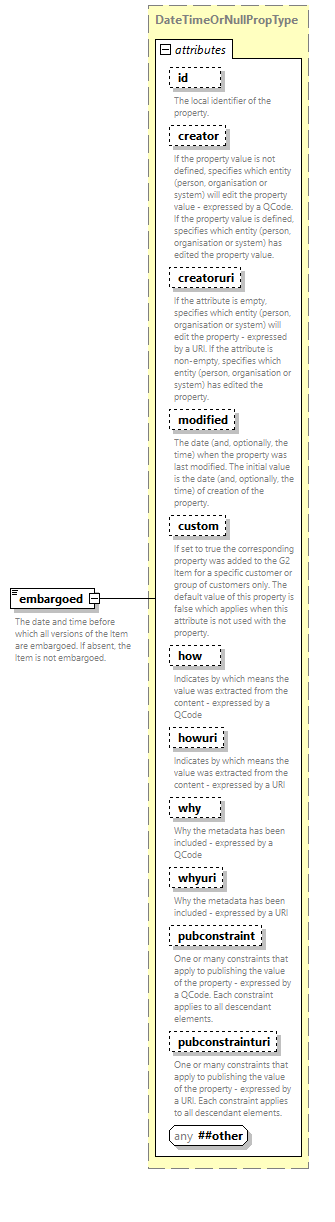 DateTimeOrNullPropType
attributes
id
The local identifier of the
property.
creator
If the property value is not
defined, specifies which entity
(person, organisation or
system) will edit the property
value - expressed by a QCode.
If the property value is defined,
specifies which entity (person,
organisation or system) has
edited the property value.
creatoruri
If the attribute is empty,
specifies which entity (person,
organisation or system) will
edit the property - expressed
by a URI. If the attribute is
non-empty, specifies which
entity (person, organisation or
system) has edited the
property.
modified
The date (and, optionally, the
time) when the property was
last modified. The initial value
is the date (and, optionally, the
time) of creation of the
property.
custom
If set to true the corresponding
property was added to the G2
Item for a specific customer or
group of customers only. The
default value of this property is
false which applies when this
attribute is not used with the
property.
embargoed
The date and time before
which all versions of the Item
are embargoed. If absent, the
Item is not embargoed.
how
Indicates by which means the
value was extracted from the
content - expressed by a
QCode
howuri
Indicates by which means the
value was extracted from the
content - expressed by a URI
why
Why the metadata has been
included - expressed by a
QCode
whyuri
Why the metadata has been
included - expressed by a URI
pubconstraint
One or many constraints that
apply to publishing the value
of the property - expressed by
a QCode. Each constraint
applies to all descendant
elements.
pubconstrainturi
One or many constraints that
apply to publishing the value
of the property - expressed by
a URI. Each constraint applies
to all descendant elements.
any ##other